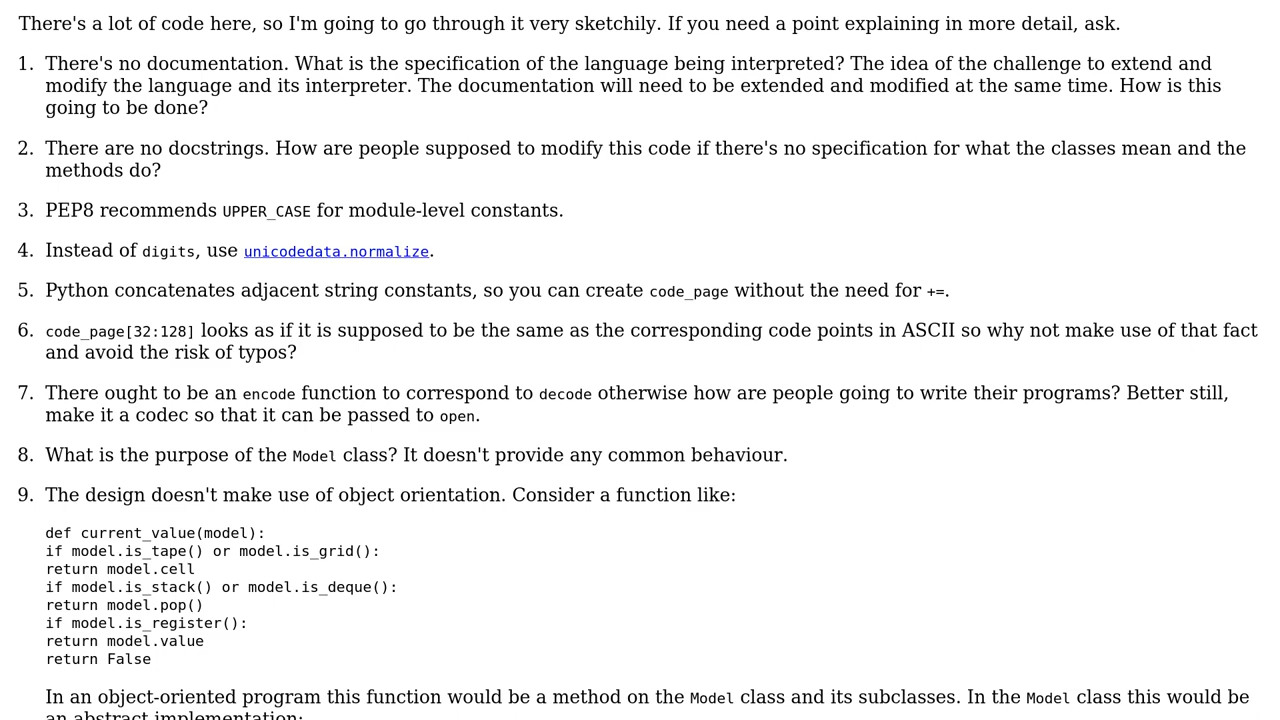 There's a lot of code here, so I'm going to go through it very sketchily. If you need a point explaining in more detail, ask.
1. There's no documentation. What is the specification of the language being interpreted? The idea of the challenge to extend and
modify the language and its interpreter. The documentation will need to be extended and modified at the same time. How is this
going to be done?
2. There are no docstrings. How are people supposed to modify this code if there's no specification for what the classes mean and the
methods do?
3. PEP8 recommends UPPER_CASE for module-level constants.
4. Instead of digits, use unicodedata.normalize.
5. Python concatenates adjacent string constants, so you can create code_page without the need for +=.
6. code_page[32:128] looks as if it is supposed to be the same as the corresponding code points in ASCII so why not make use of that fact
and avoid the risk of typos?
7. There ought to be an encode function to correspond to decode otherwise how are people going to write their programs? Better still,
make it a codec so that it can be passed to open.
8. What is the purpose of the Model class? It doesn't provide any common behaviour.
9. The design doesn't make use of object orientation. Consider a function like:
def current_value(model):
if model.is_tape() or model.is_grid():
return model.cell
if model.is_stack() or model.is_deque():
return model.pop()
if model.is_register():
return model.value
return False
In an object-oriented program this function would be a method on the Model class and its subclasses. In the Model class this would be
an abstract implementation: